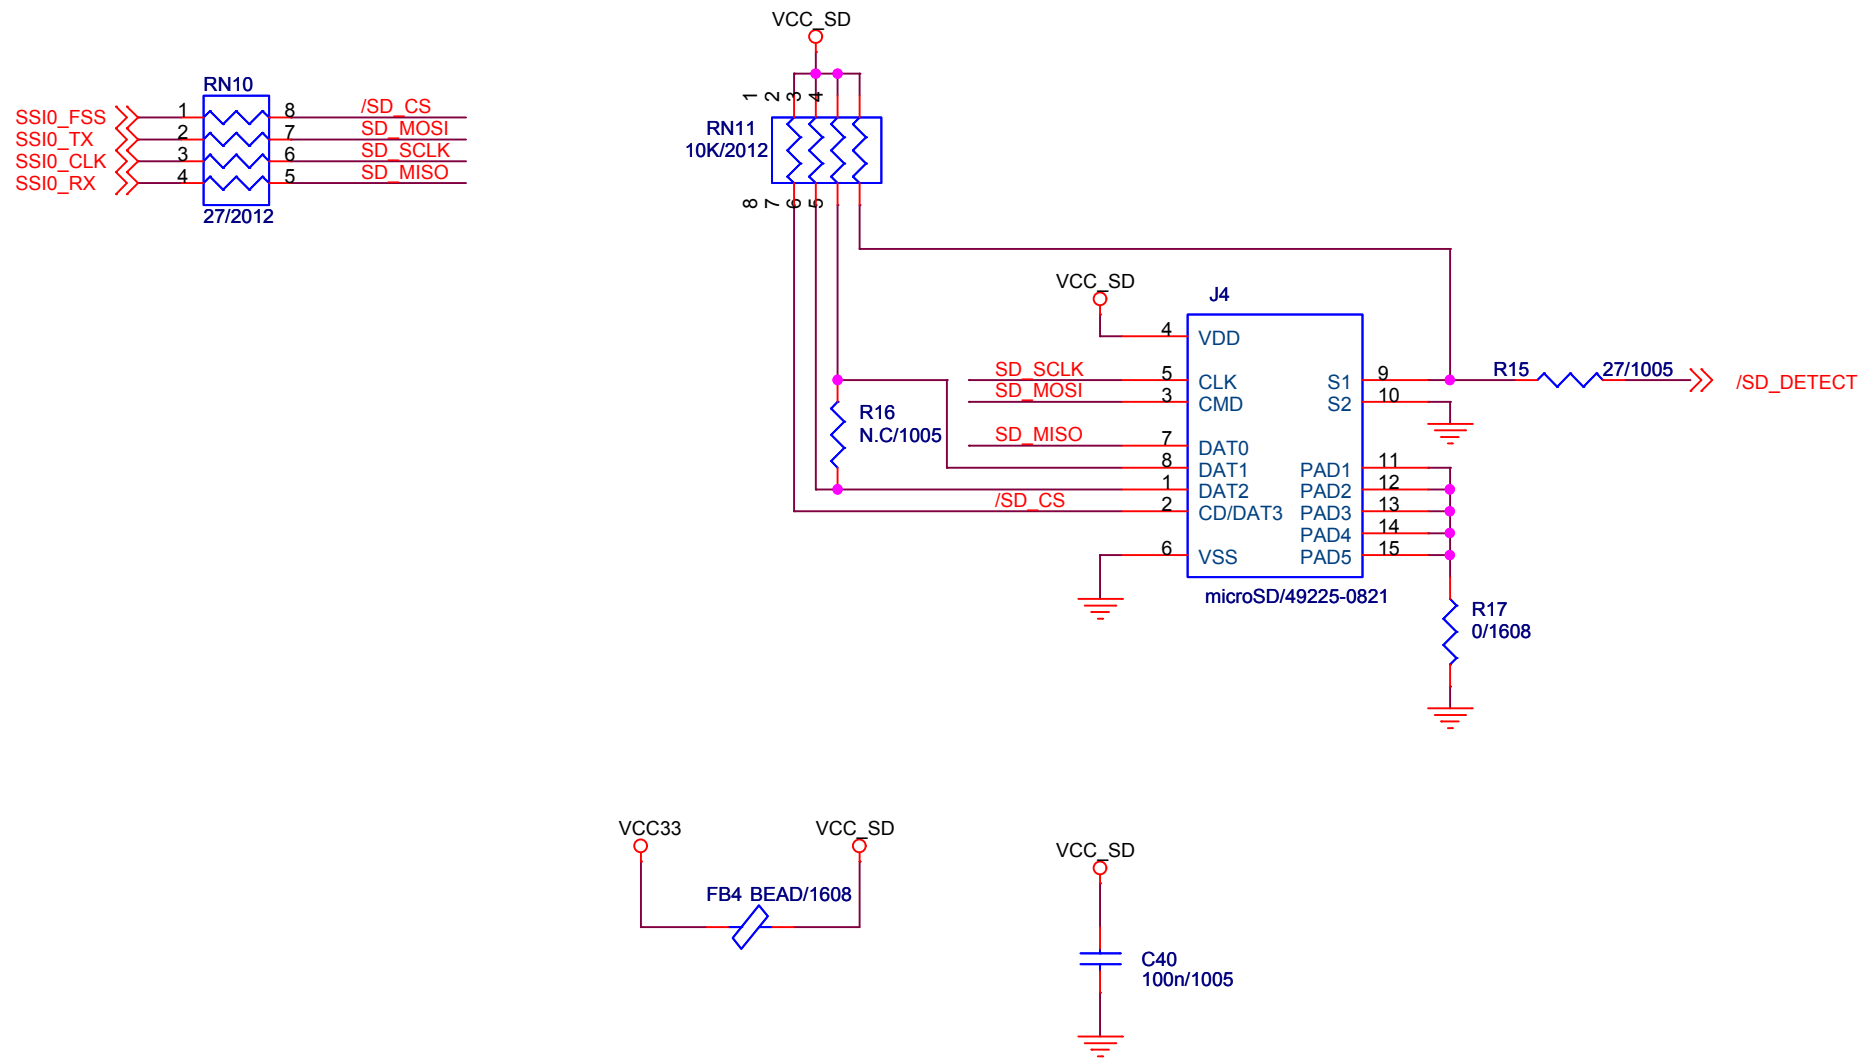 VCC_SD
RN10
SSI0_FSS 1 8 /SD_CS
SSI0_TX 2 7 SD_MOSI
SSI0_CLK 3 6 SD_SCLK
SSI0_RX 4 5 SD_MISO
27/2012
1 2 3 4
RN11
10K/2012
8 7 6 5
VCC_SD
J4
4 VDD
SD_SCLK 5 CLK S1 9 R15 27/1005 /SD_DETECT
SD_MOSI 3 CMD S2 10
R16
N.C/1005
SD_MISO 7 DAT0
8 DAT1 PAD1 11
1 DAT2 PAD2 12
/SD_CS 2 CD/DAT3 PAD3 13
PAD4 14
6 VSS PAD5 15
microSD/49225-0821
R17
0/1608
VCC33 VCC_SD
FB4 BEAD/1608
VCC_SD
C40
100n/1005